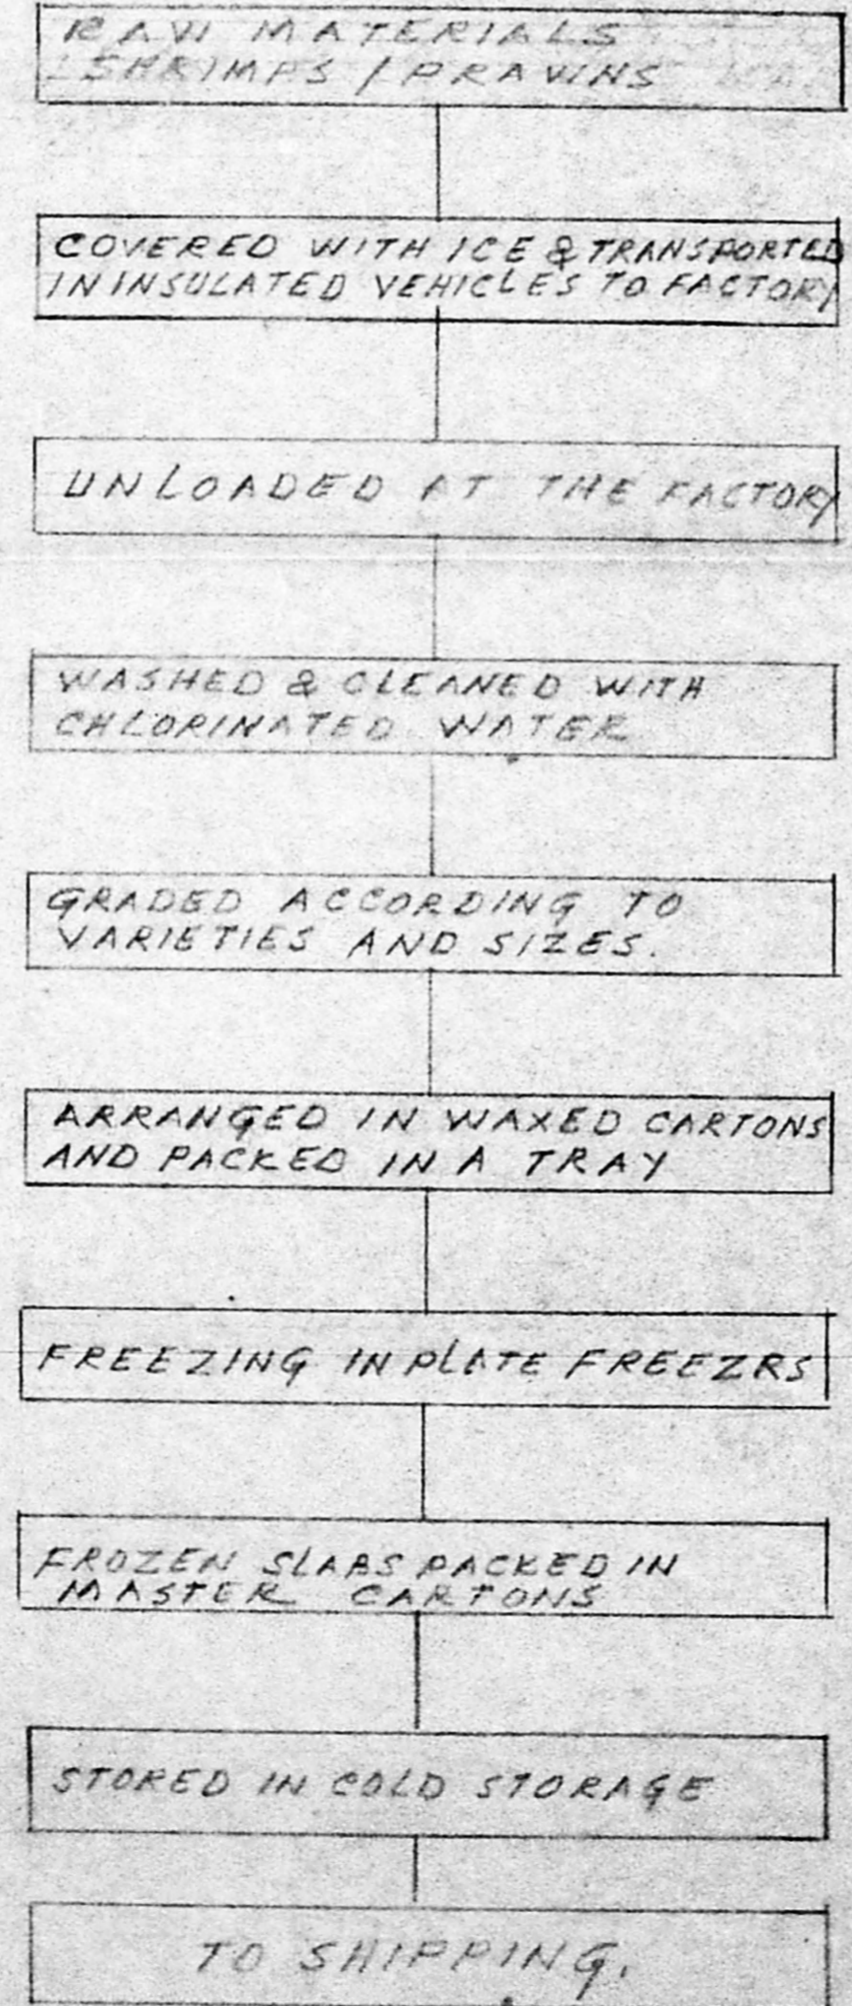 RAW MATERIALS
SHRIMPS / PRAWNS
COVERED WITH ICE & TRANSPORTED
IN INSULATED VEHICLES TO FACTORY
UNLOADED AT THE FACTORY
WASHED & CLEANED WITH
CHLORINATED WATER
GRADED ACCORDING TO
VARIETIES AND SIZES.
ARRANGED IN WAXED CARTONS
AND PACKED IN A TRAY
FREEZING IN PLATE FREEZRS
FROZEN SLABS PACKED IN
MASTER CARTONS
STORED IN COLD STORAGE
TO SHIPPING.